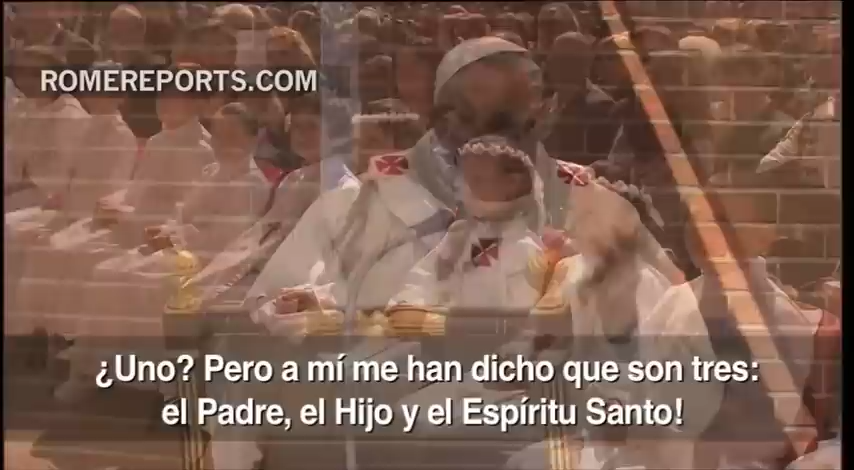 ROMEREPORTS.COM
¿Uno? Pero a mí me han dicho que son tres:
el Padre, el Hijo y el Espíritu Santo!